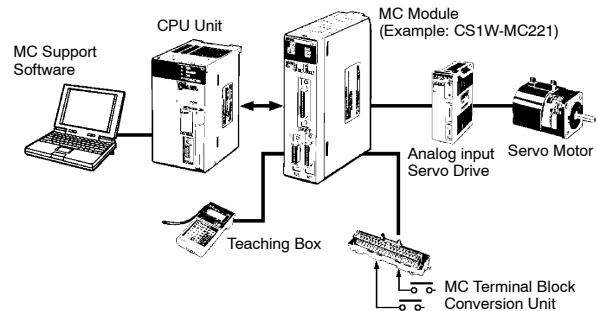 MC Support
Software
CPU Unit
MC Module
(Example: CS1W-MC221)
Analog input
Servo Drive
Servo Motor
Teaching Box
MC Terminal Block
Conversion Unit